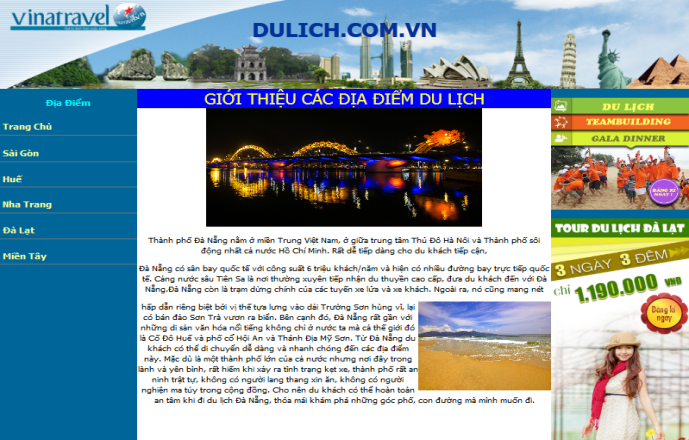 vinatravel
DULICH.COM.VN
Địa Điểm
Trang Chủ
Sài Gòn
Huế
Nha Trang
Đà Lạt
Miền Tây
GIỚI THIỆU CÁC ĐỊA ĐIỂM DU LỊCH
Thành phố Đà Nẵng nằm ở miền Trung Việt Nam, ở giữa trung tâm Thủ Đô Hà Nôi và Thành phố sôi
động nhất cả nước Hồ Chí Minh. Rất dễ tiếp dàng cho du khách tiếp cận,
Đà Nẵng có sân bay quốc tế với công suất 6 triệu khách/năm và hiện có nhiều đường bay trực tiếp quốc
tế. Cảng nước sâu Tiên Sa là nơi thường xuyên tiếp nhận du thuyền cao cấp, đưa du khách đến với Đà
Nẵng.Đà Nẵng còn là trạm dừng chính của các tuyến xe lửa và xe khách. Ngoài ra, nó cũng mang nét
hấp dẫn riêng biệt bởi vị thế tựa lưng vào dải Trường Sơn hùng vĩ, lại
có bán đảo Sơn Trà vươn ra biển. Bên cạnh đó, Đà Nẵng rất gần với
những di sản văn hóa nổi tiếng không chỉ ở nước ta mà cả thế giới đó
là Cố Đô Huế và phố cổ Hội An và Thánh Địa Mỹ Sơn. Từ Đà Nẵng du
khách có thể di chuyển dễ dàng và nhanh chóng đến các địa điểm
này. Mặc dù là một thành phố lớn của cả nước nhưng nơi đây trong
lành và yên bình, rất hiếm khi xảy ra tình trạng kẹt xe, thành phố rất an
ninh trật tự, không có người lang thang xin ăn, không có người
nghiện ma túy trong cộng đồng. Cho nên du khách có thể hoàn toàn
an tâm khi đi du lịch Đà Nẵng, thỏa mái khám phá những góc phố, con đường mà mình muốn đi.
DU LỊCH
TEAMBUILDING
GALA DINNER
ĐĂNG KÍ
NGAY !
TOUR DU LỊCH ĐÀ LẠT
3 NGÀY 3 ĐÊM
chỉ 1.190.000 VNĐ
Đăng kí
ngay